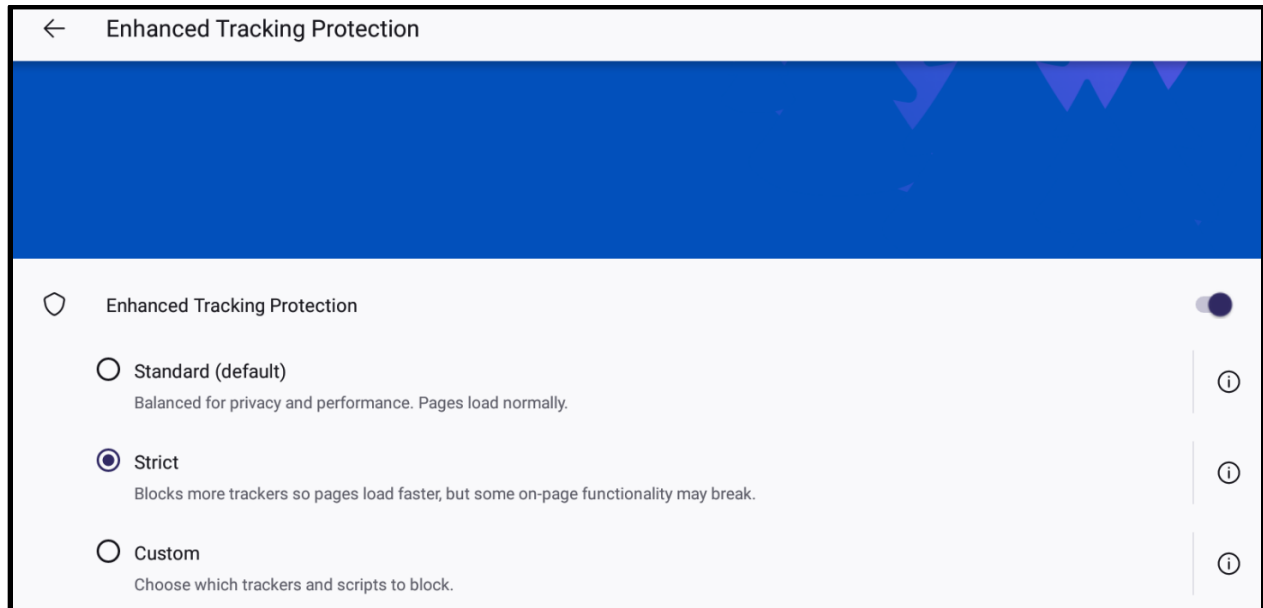 Enhanced Tracking Protection
Enhanced Tracking Protection
Standard (default)
Balanced for privacy and performance. Pages load normally.
Strict
Blocks more trackers so pages load faster, but some on-page functionality may break.
Custom
Choose which trackers and scripts to block.